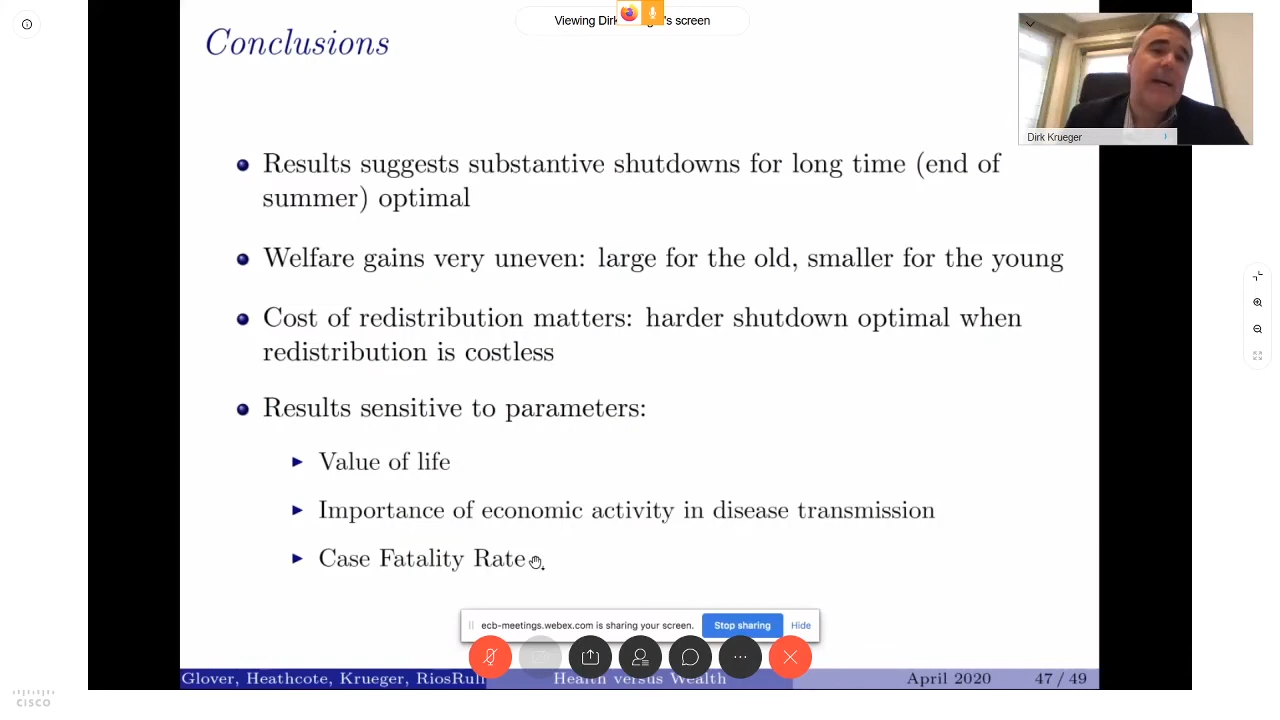 Viewing Dirk's screen
Conclusions
Dirk Krueger
Results suggests substantive shutdowns for long time (end of
summer) optimal
Welfare gains very uneven: large for the old, smaller for the young
Cost of redistribution matters: harder shutdown optimal when
redistribution is costless
Results sensitive to parameters:
Value of life
Importance of economic activity in disease transmission
Case Fatality Rate
ecb-meetings.webex.com is sharing your screen. Stop sharing Hide
Glover, Heathcote, Krueger, RiosRull Health versus Wealth April 2020 47 / 49
CISCO